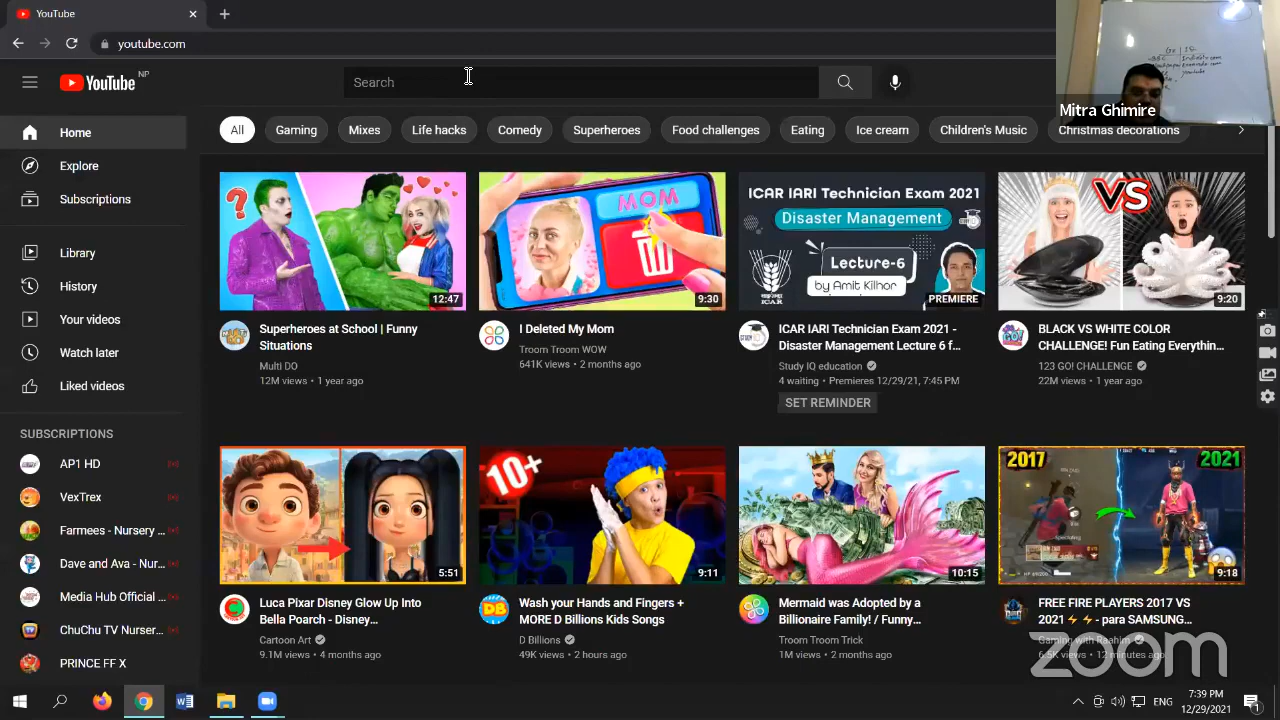 YouTube
youtube.com
YouTube NP
Search
Mitra Ghimire
Home
Explore
Subscriptions
Library
History
Your videos
Watch later
Liked videos
SUBSCRIPTIONS
AP1 HD
VexTrex
Farmees - Nursery ...
Dave and Ava - Nur...
Media Hub Official ...
ChuChu TV Nurser...
PRINCE FF X
All Gaming Mixes Life hacks Comedy Superheroes Food challenges Eating Ice cream Children's Music Christmas decorations
?
12:47
Superheroes at School | Funny
Situations
Multi DO
12M views • 1 year ago
MOM
9:30
I Deleted My Mom
Troom Troom WOW
641K views • 2 months ago
ICAR IARI Technician Exam 2021
Disaster Management
Lecture-6
by Amit Kilhor
PREMIERE
ICAR IARI Technician Exam 2021 -
Disaster Management Lecture 6 f...
Study IQ education
4 waiting • Premieres 12/29/21, 7:45 PM
SET REMINDER
VS
9:20
BLACK VS WHITE COLOR
CHALLENGE! Fun Eating Everythin...
123 GO! CHALLENGE
22M views • 1 year ago
5:51
Luca Pixar Disney Glow Up Into
Bella Poarch - Disney...
Cartoon Art
9.1M views • 4 months ago
10+
9:11
Wash your Hands and Fingers +
MORE D Billions Kids Songs
D Billions
49K views • 2 hours ago
10:15
Mermaid was Adopted by a
Billionaire Family! Funny...
Troom Troom Trick
1M views • 2 months ago
2017 2021
9:18
FREE FIRE PLAYERS 2017 VS
2021⚡⚡ - para SAMSUNG...
Gaming with Raahim
6.5K views • 12 minutes ago
zoom
ENG
7:39 PM
12/29/2021